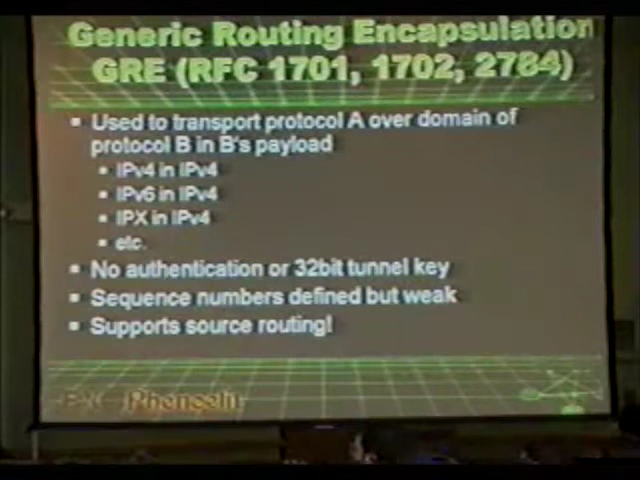 Generic Routing Encapsulation
GRE (RFC 1701, 1702, 2784)
▪ Used to transport protocol A over domain of
protocol B in B's payload
▪ IPv4 in IPv4
▪ IPv6 in IPv4
▪ IPX in IPv4
▪ etc.
▪ No authentication or 32bit tunnel key
▪ Sequence numbers defined but weak
▪ Supports source routing!